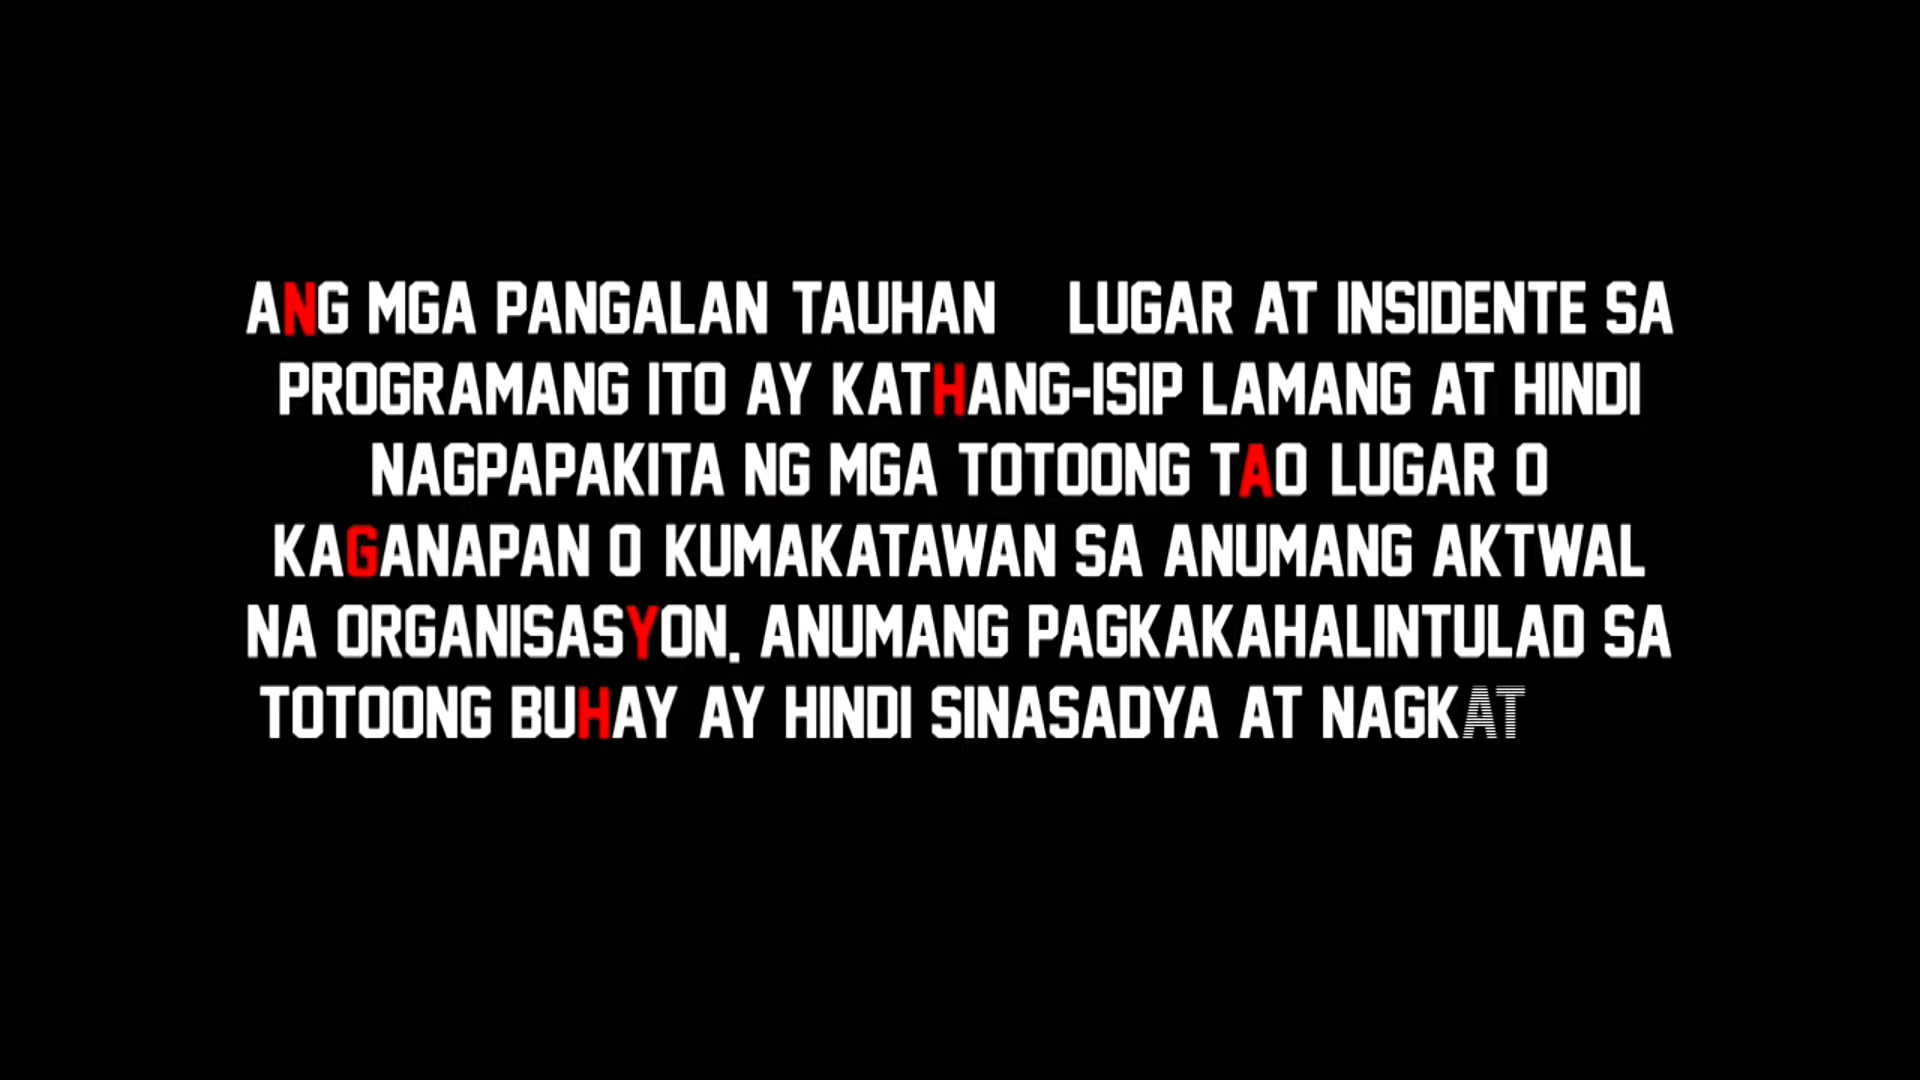 ANG MGA PANGALAN TAUHAN LUGAR AT INSIDENTE SA
PROGRAMANG ITO AY KATHANG-ISIP LAMANG AT HINDI
NAGPAPAKITA NG MGA TOTOONG TAO LUGAR O
KAGANAPAN O KUMAKATAWAN SA ANUMANG AKTWAL
NA ORGANISASYON. ANUMANG PAGKAKAHALINTULAD SA
TOTOONG BUHAY AY HINDI SINASADYA AT NAGKAT